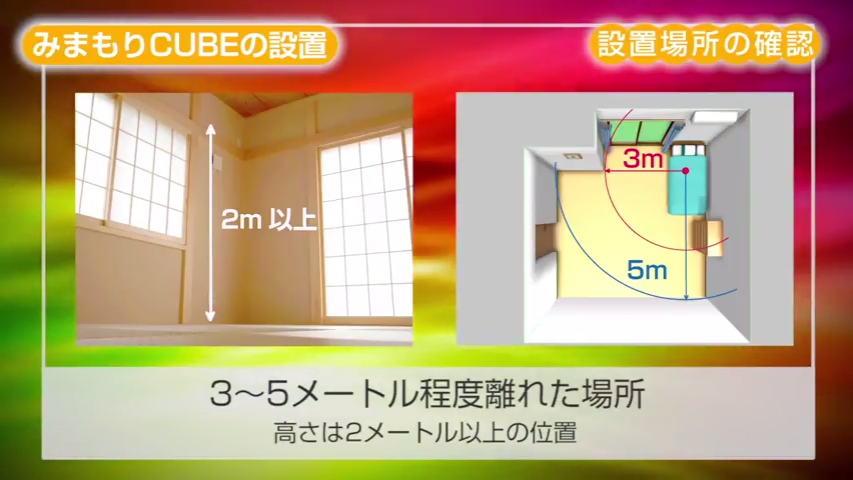 みまもりCUBEの設置
設置場所の確認
2m 以上
3m
5m
3～5メートル程度離れた場所
高さは2メートル以上の位置